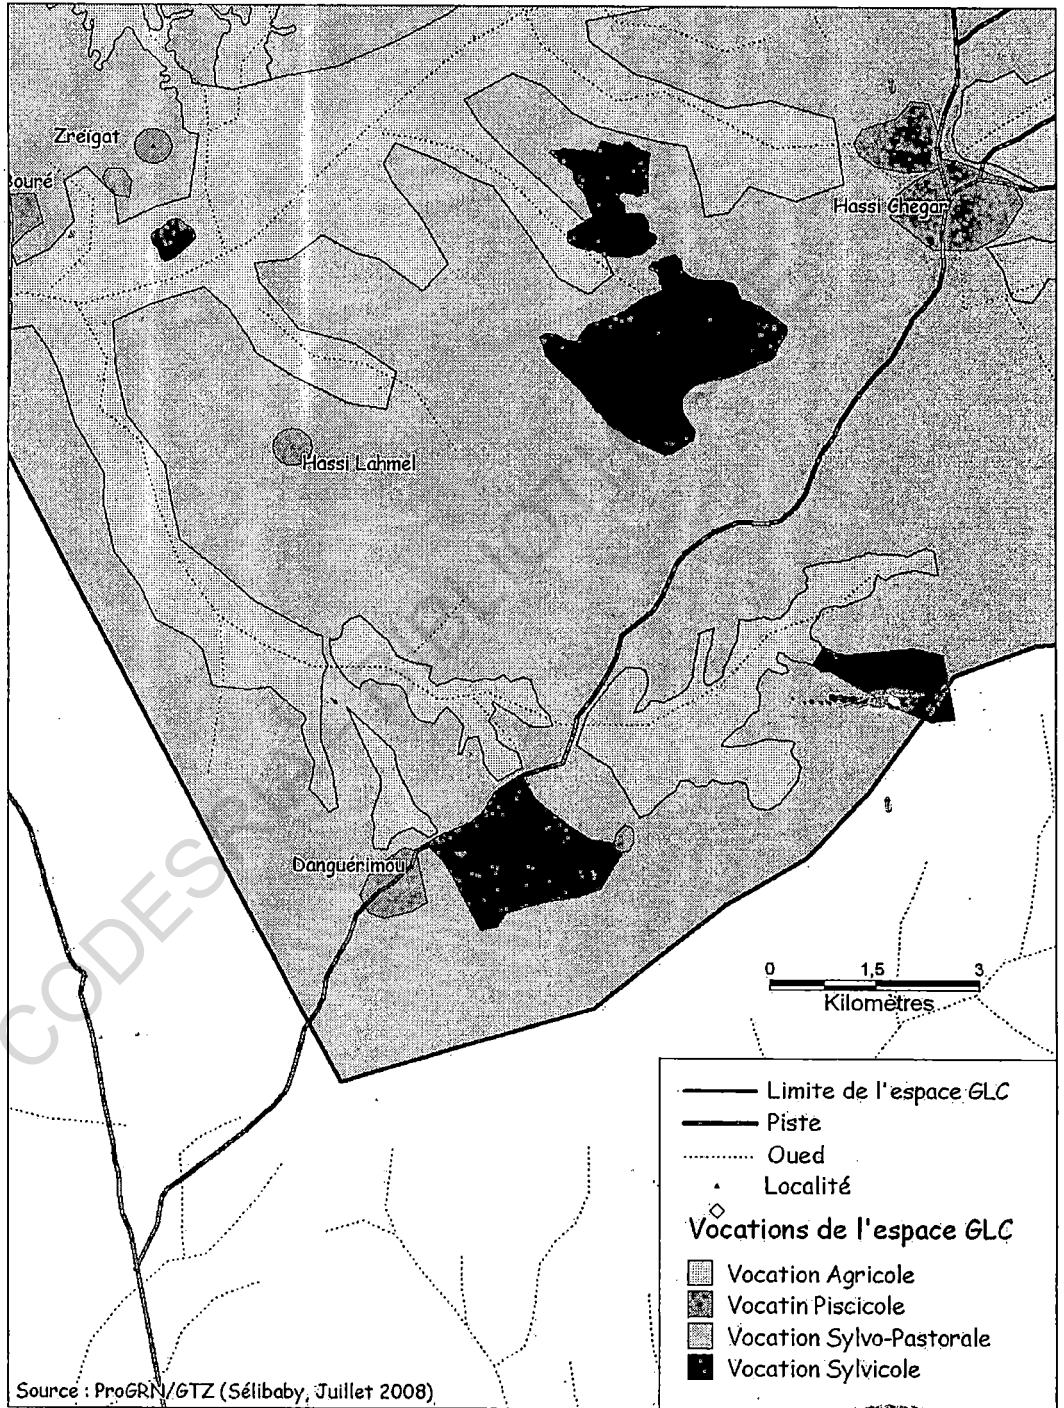 Zreigat
ouré
Hassi Chegar
Hassi Lahmel
Danguérimou
0 1,5 3
Kilomètres
Limite de l'espace GLC
Piste
Oued
Localité
Vocations de l'espace GLC
Vocation Agricole
Vocatin Piscicole
Vocation Sylvo-Pastorale
Vocation Sylvicole
Source : ProGRN/GTZ (Sélibaby, Juillet 2008)